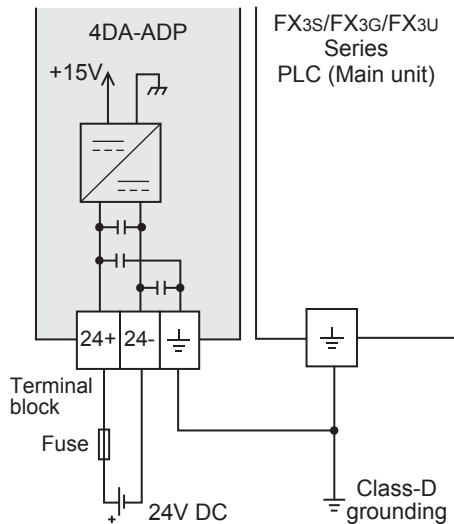 4DA-ADP
+15V
FX3S/FX3G/FX3U
Series
PLC (Main unit)
24+
24-
Terminal
block
Fuse
+
24V DC
Class-D
grounding